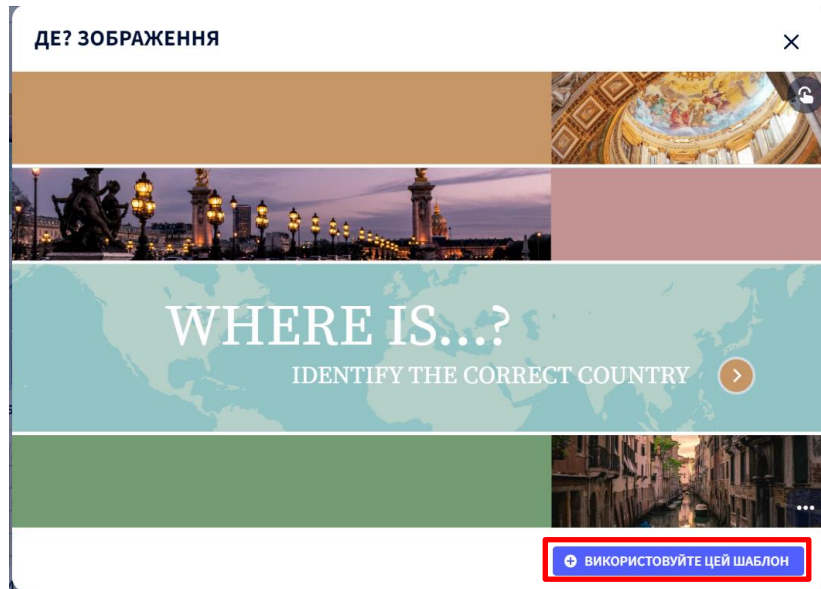 ДЕ? ЗОБРАЖЕННЯ
WHERE IS...?
IDENTIFY THE CORRECT COUNTRY
ВИКОРИСТОВУЙТЕ ЦЕЙ ШАБЛОН